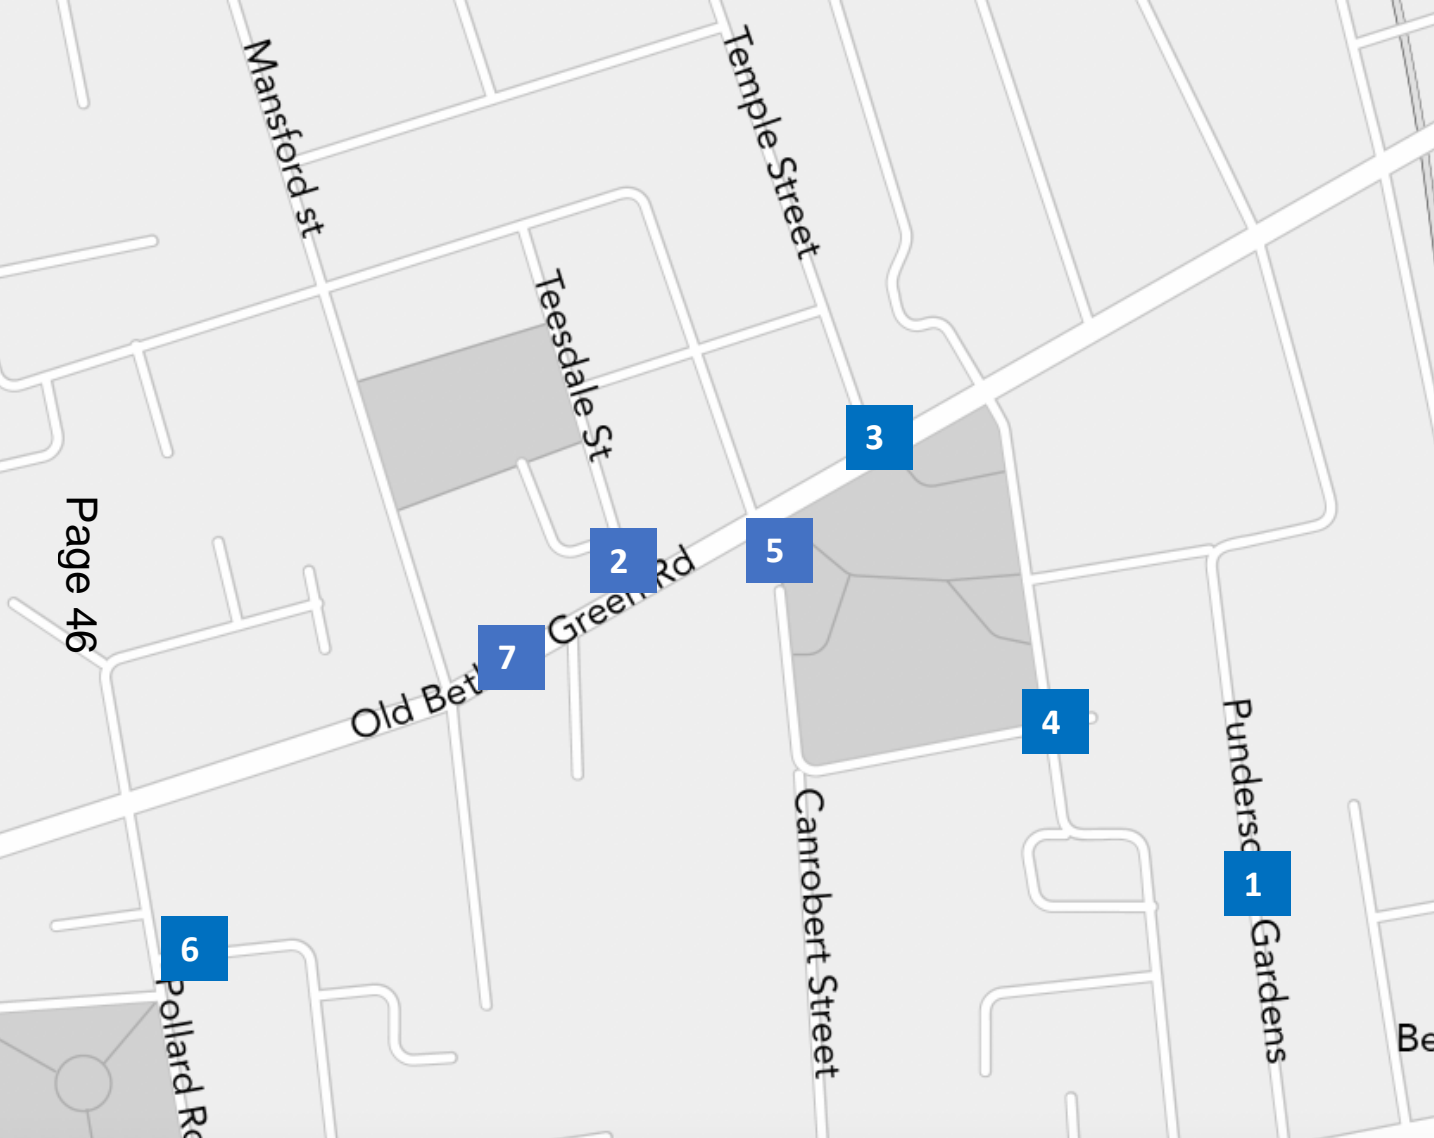 Mansford st
Temple Street
Teesdale St
3
Page 46
2
5
Green Rd
7
Old Bet
4
Punders
1
Gardens
Canrobert Street
6
Pollard R
Be